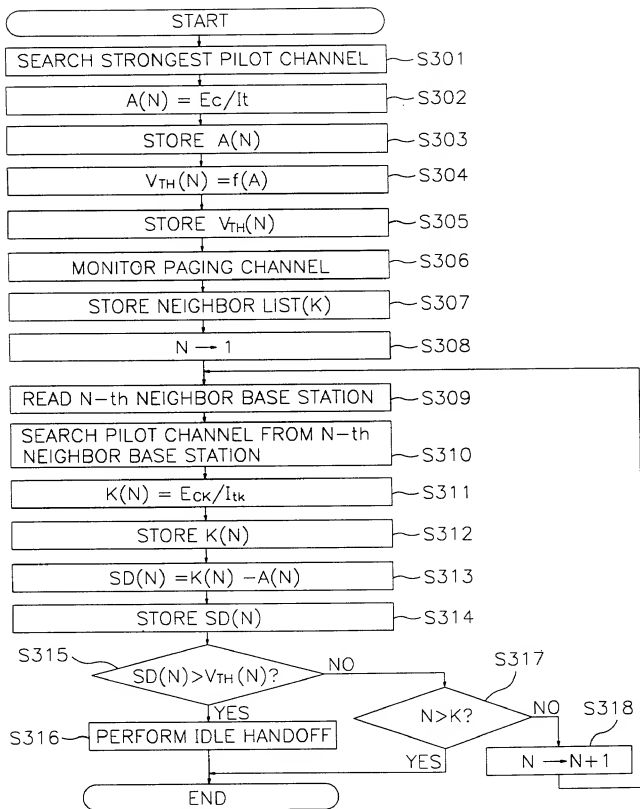 START
SEARCH STRONGEST PILOT CHANNEL
S301
A(N) = Ec/It
S302
STORE A(N)
S303
VTH(N) =f(A)
S304
STORE VTH(N)
S305
MONITOR PAGING CHANNEL
S306
STORE NEIGHBOR LIST(K)
S307
N → 1
S308
READ N-th NEIGHBOR BASE STATION
S309
SEARCH PILOT CHANNEL FROM N-th
NEIGHBOR BASE STATION
S310
K(N) = ECK/Itk
S311
STORE K(N)
S312
SD(N) =K(N) -A(N)
S313
STORE SD(N)
S314
S315
SD(N)>VTH(N)?
NO
S317
YES
N>K?
NO
S318
S316
PERFORM IDLE HANDOFF
YES
N → N+1
END